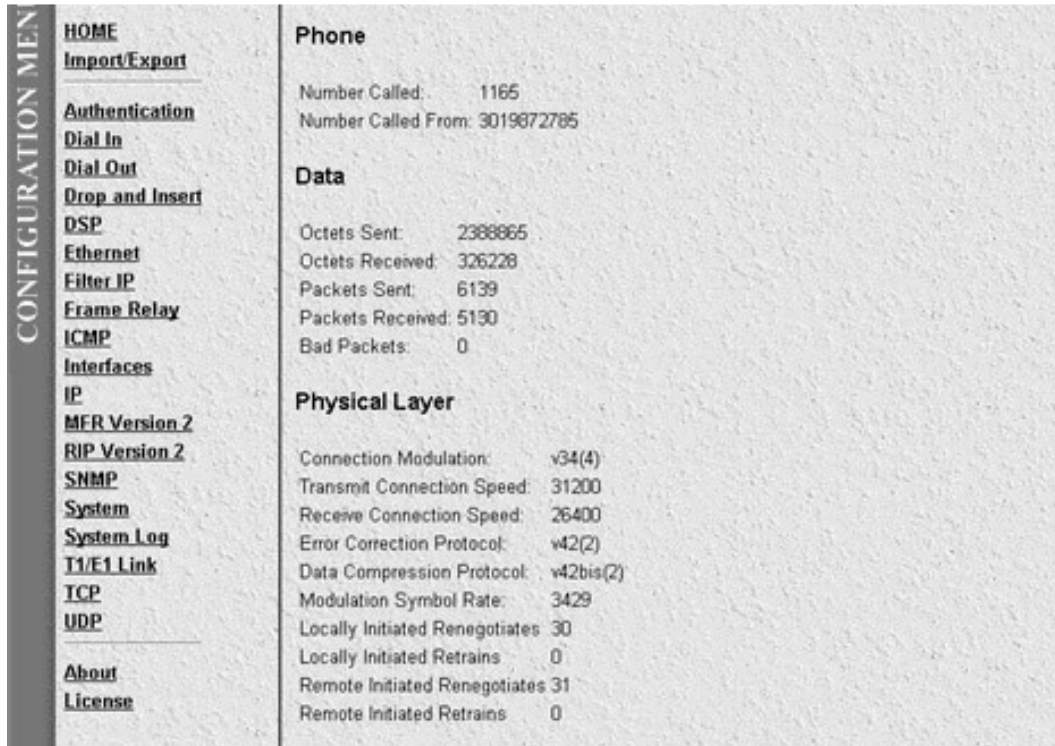 CONFIGURATION MENU
HOME
Import/Export
Authentication
Dial In
Dial Out
Drop and Insert
DSP
Ethernet
Filter IP
Frame Relay
ICMP
Interfaces
IP
MFR Version 2
RIP Version 2
SNMP
System
System Log
T1/E1 Link
TCP
UDP
About
License
Phone
Number Called: 1165
Number Called From: 3019872785
Data
Octets Sent: 2388865
Octets Received: 326228
Packets Sent: 6139
Packets Received: 5130
Bad Packets: 0
Physical Layer
Connection Modulation: v34(4)
Transmit Connection Speed: 31200
Receive Connection Speed: 26400
Error Correction Protocol: v42(2)
Data Compression Protocol: v42bis(2)
Modulation Symbol Rate: 3429
Locally Initiated Renegotiates 30
Locally Initiated Retrains 0
Remote Initiated Renegotiates 31
Remote Initiated Retrains 0